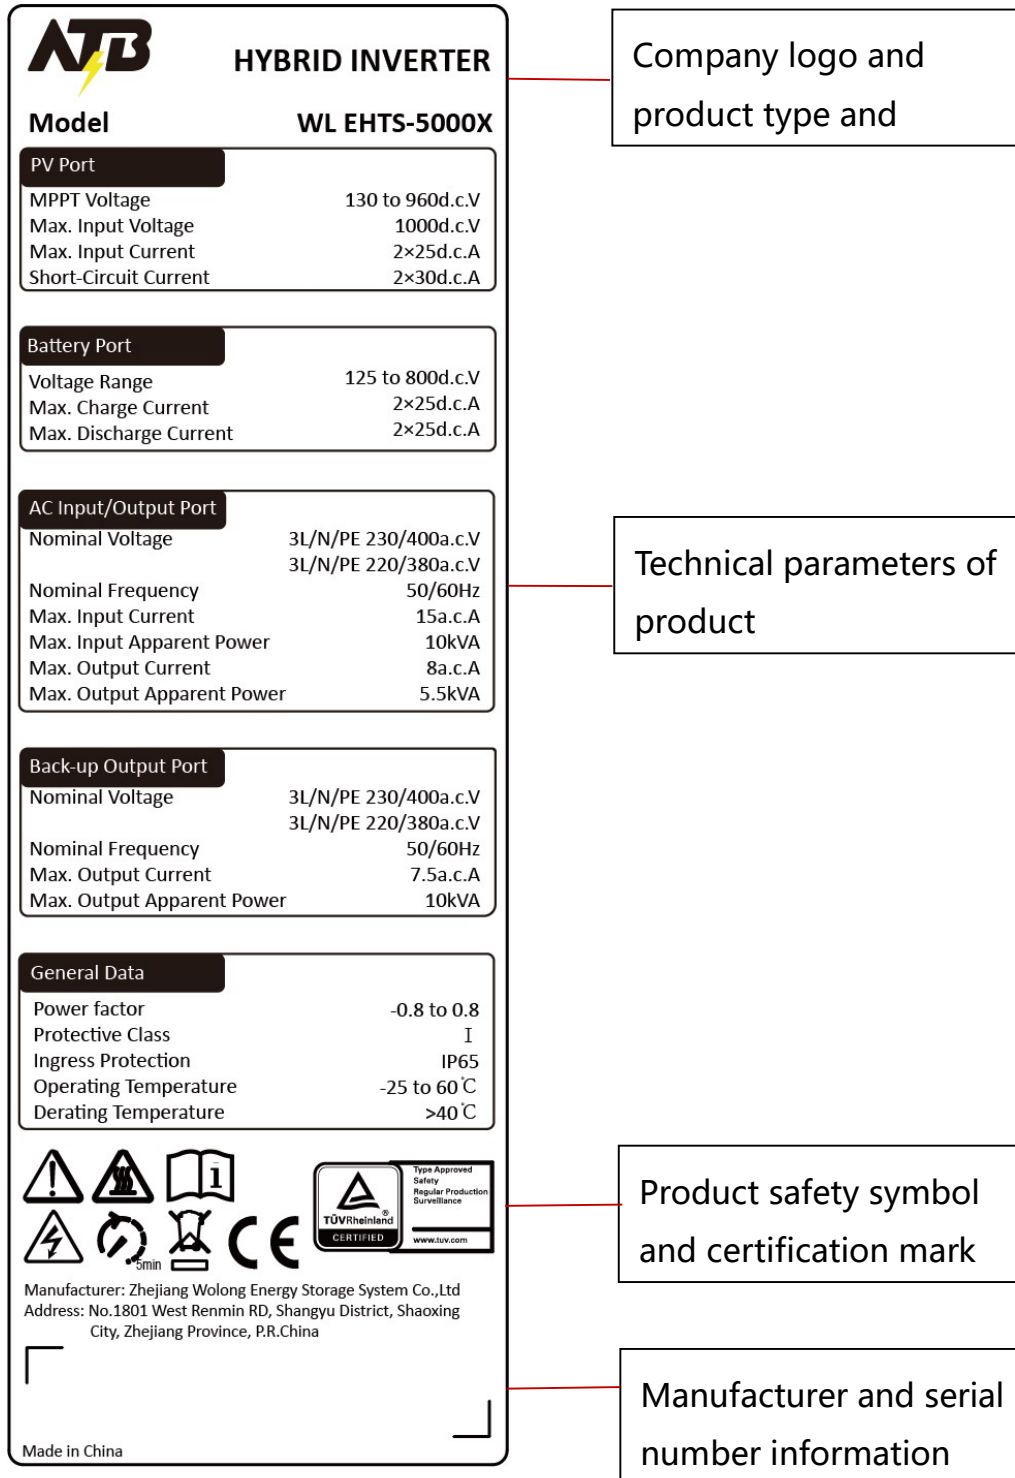 ATB
HYBRID INVERTER
Model WL EHTS-5000X
PV Port
MPPT Voltage 130 to 960d.c.V
Max. Input Voltage 1000d.c.V
Max. Input Current 2×25d.c.A
Short-Circuit Current 2×30d.c.A
Battery Port
Voltage Range 125 to 800d.c.V
Max. Charge Current 2×25d.c.A
Max. Discharge Current 2×25d.c.A
AC Input/Output Port
Nominal Voltage 3L/N/PE 230/400a.c.V
3L/N/PE 220/380a.c.V
Nominal Frequency 50/60Hz
Max. Input Current 15a.c.A
Max. Input Apparent Power 10kVA
Max. Output Current 8a.c.A
Max. Output Apparent Power 5.5kVA
Back-up Output Port
Nominal Voltage 3L/N/PE 230/400a.c.V
3L/N/PE 220/380a.c.V
Nominal Frequency 50/60Hz
Max. Output Current 7.5a.c.A
Max. Output Apparent Power 10kVA
General Data
Power factor -0.8 to 0.8
Protective Class I
Ingress Protection IP65
Operating Temperature -25 to 60℃
Derating Temperature >40℃
i
5min
CE
TÜVRheinland®
CERTIFIED
Type Approved
Safety
Regular Production
Surveillance
www.tuv.com
Manufacturer: Zhejiang Wolong Energy Storage System Co.,Ltd
Address: No.1801 West Renmin RD, Shangyu District, Shaoxing
City, Zhejiang Province, P.R.China
Made in China
Company logo and
product type and
Technical parameters of
product
Product safety symbol
and certification mark
Manufacturer and serial
number information